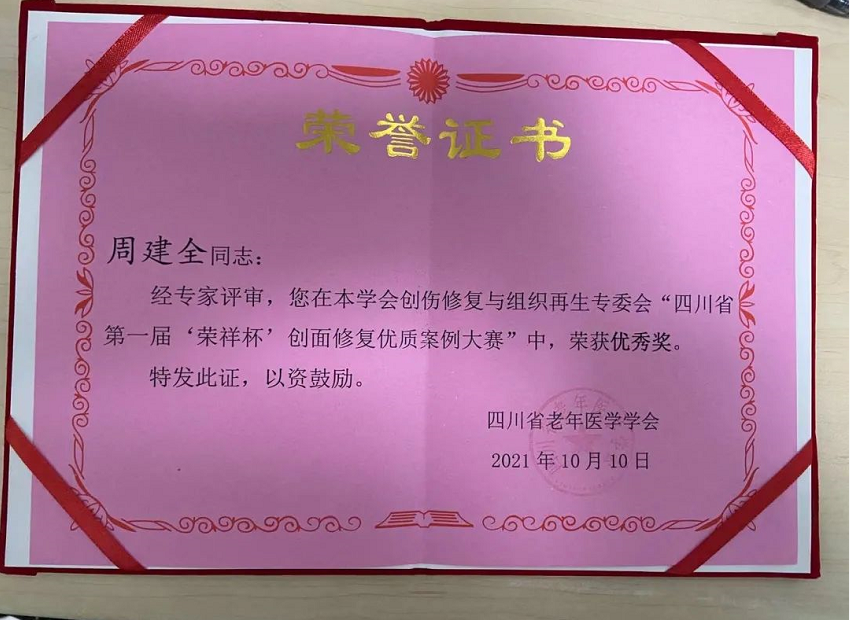 荣誉证书
周建全同志：
经专家评审，您在本学会创伤修复与组织再生专委会“四川省
第一届‘荣祥杯’创面修复优质案例大赛”中，荣获优秀奖。
特发此证，以资鼓励。
四川省老年医学学会
2021年10月10日